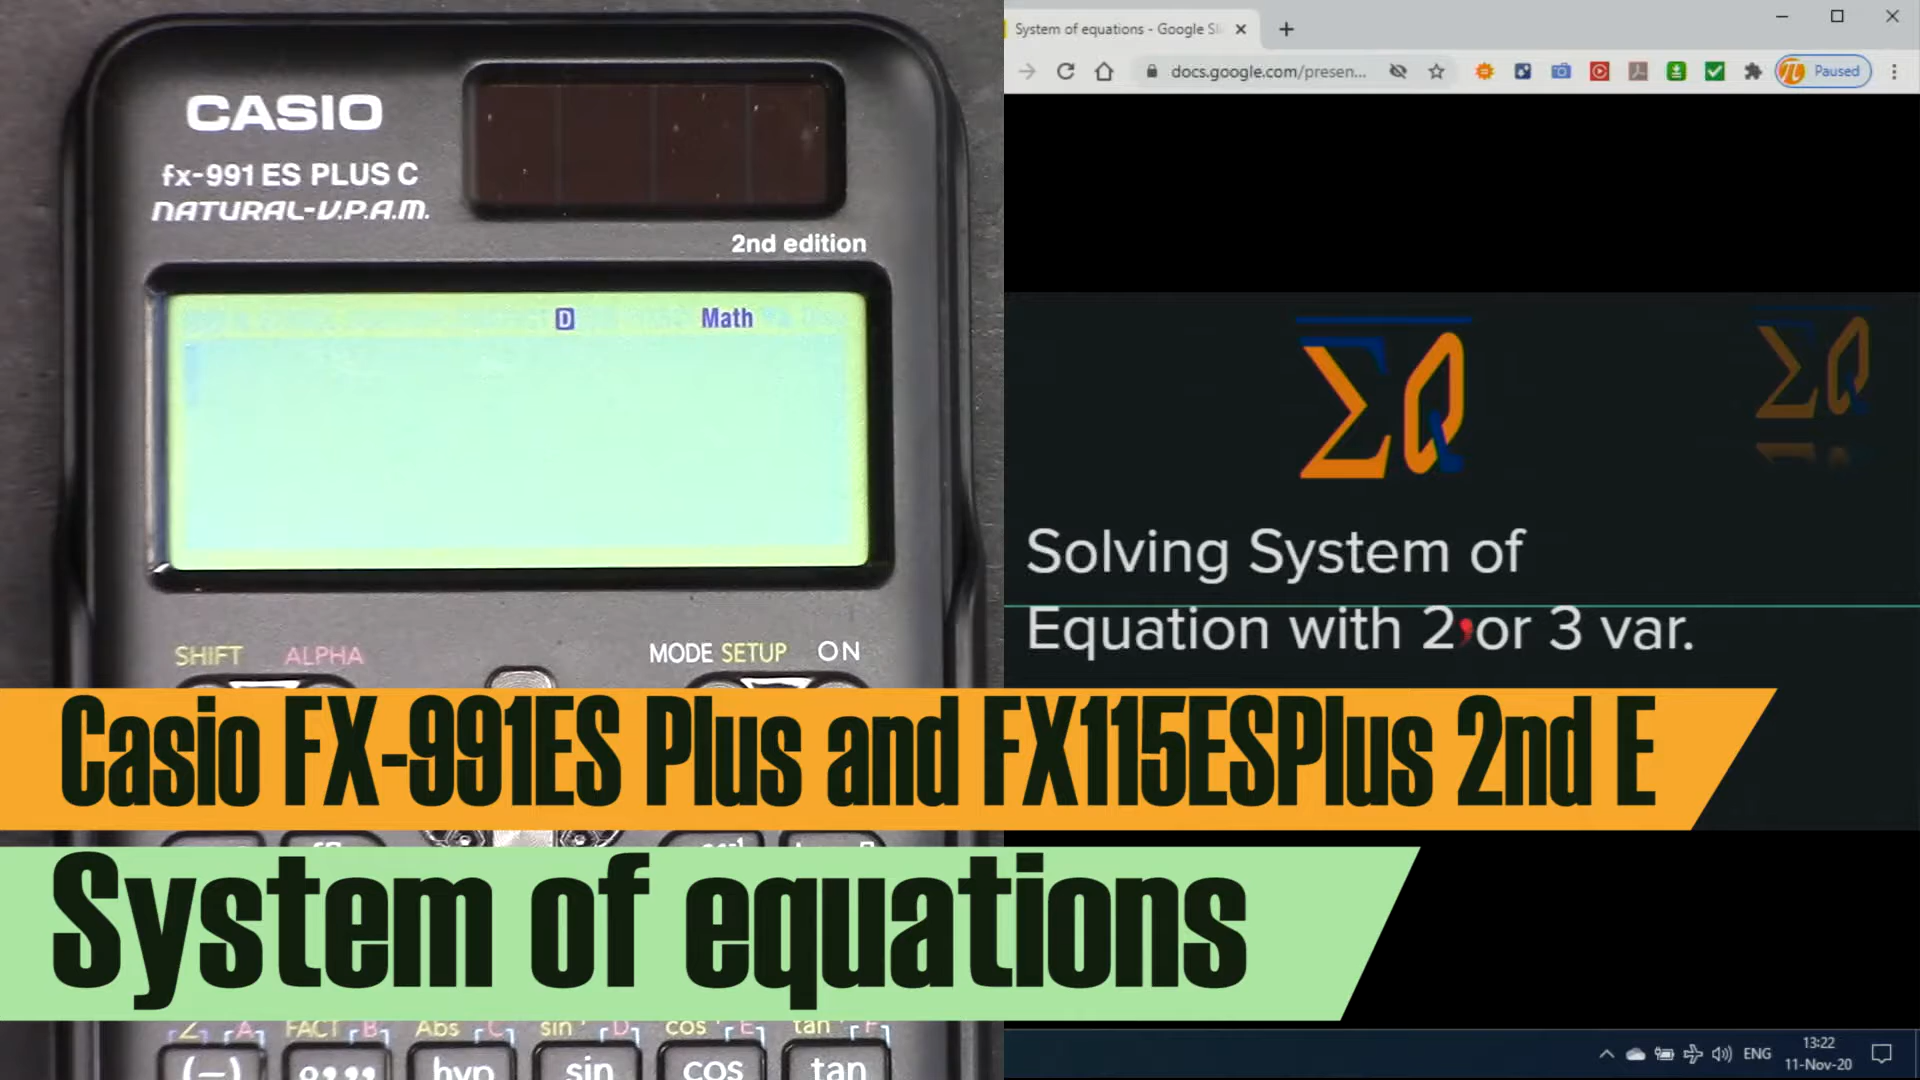 CASIO
fx-991 ES PLUS C
NATURAL-V.P.A.M.
2nd edition
D Math
SHIFT ALPHA MODE SETUP ON
System of equations - Google Sl
docs.google.com/presen...
Paused
ΣQ
ΣQ
Solving System of
Equation with 2,or 3 var.
Casio FX-991ES Plus and FX115ESPlus 2nd E
System of equations
A FACT B Abs C sin D cos E tan F
(−) hyp sin cos tan
ENG
13:22
11-Nov-20